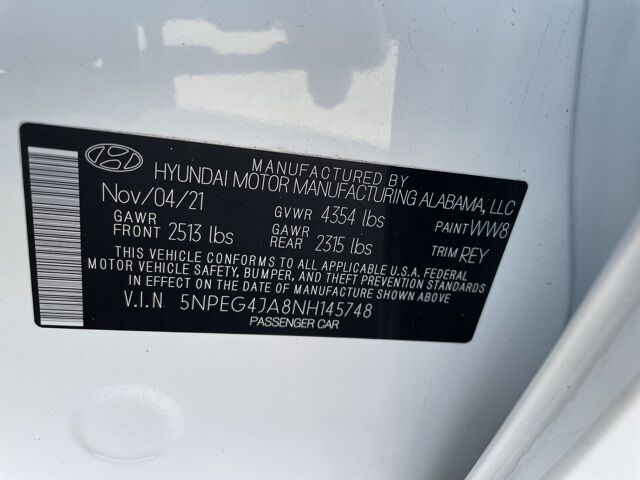 MANUFACTURED BY
HYUNDAI MOTOR MANUFACTURING ALABAMA, LLC
Nov/04/21 GVWR 4354 lbs PAINT WW8
GAWR FRONT 2513 lbs GAWR REAR 2315 lbs TRIM REY
THIS VEHICLE CONFORMS TO ALL APPLICABLE U.S.A. FEDERAL
MOTOR VEHICLE SAFETY, BUMPER, AND THEFT PREVENTION STANDARDS
IN EFFECT ON THE DATE OF MANUFACTURE SHOWN ABOVE
V.I.N 5NPEG4JA8NH145748
PASSENGER CAR